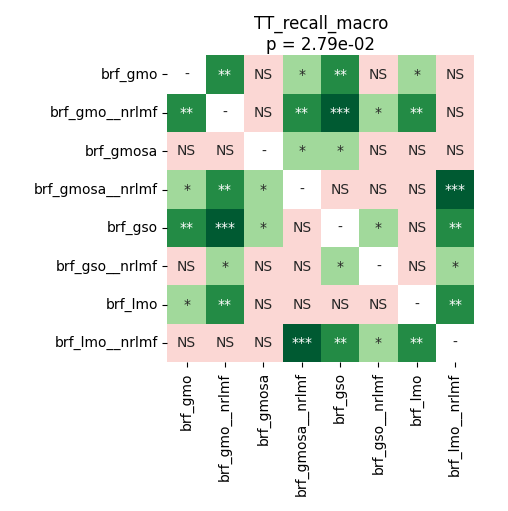 TT_recall_macro
p = 2.79e-02
brf_gmo - ** NS * ** NS * NS
brf_gmo__nrlmf ** - NS ** *** * ** NS
brf_gmosa NS NS - * * NS NS NS
brf_gmosa__nrlmf * ** * - NS NS NS ***
brf_gso ** *** * NS - * NS **
brf_gso__nrlmf NS * NS NS * - NS *
brf_lmo * ** NS NS NS NS - **
brf_lmo__nrlmf NS NS NS *** ** * ** -
brf_gmo
brf_gmo__nrlmf
brf_gmosa
brf_gmosa__nrlmf
brf_gso
brf_gso__nrlmf
brf_lmo
brf_lmo__nrlmf